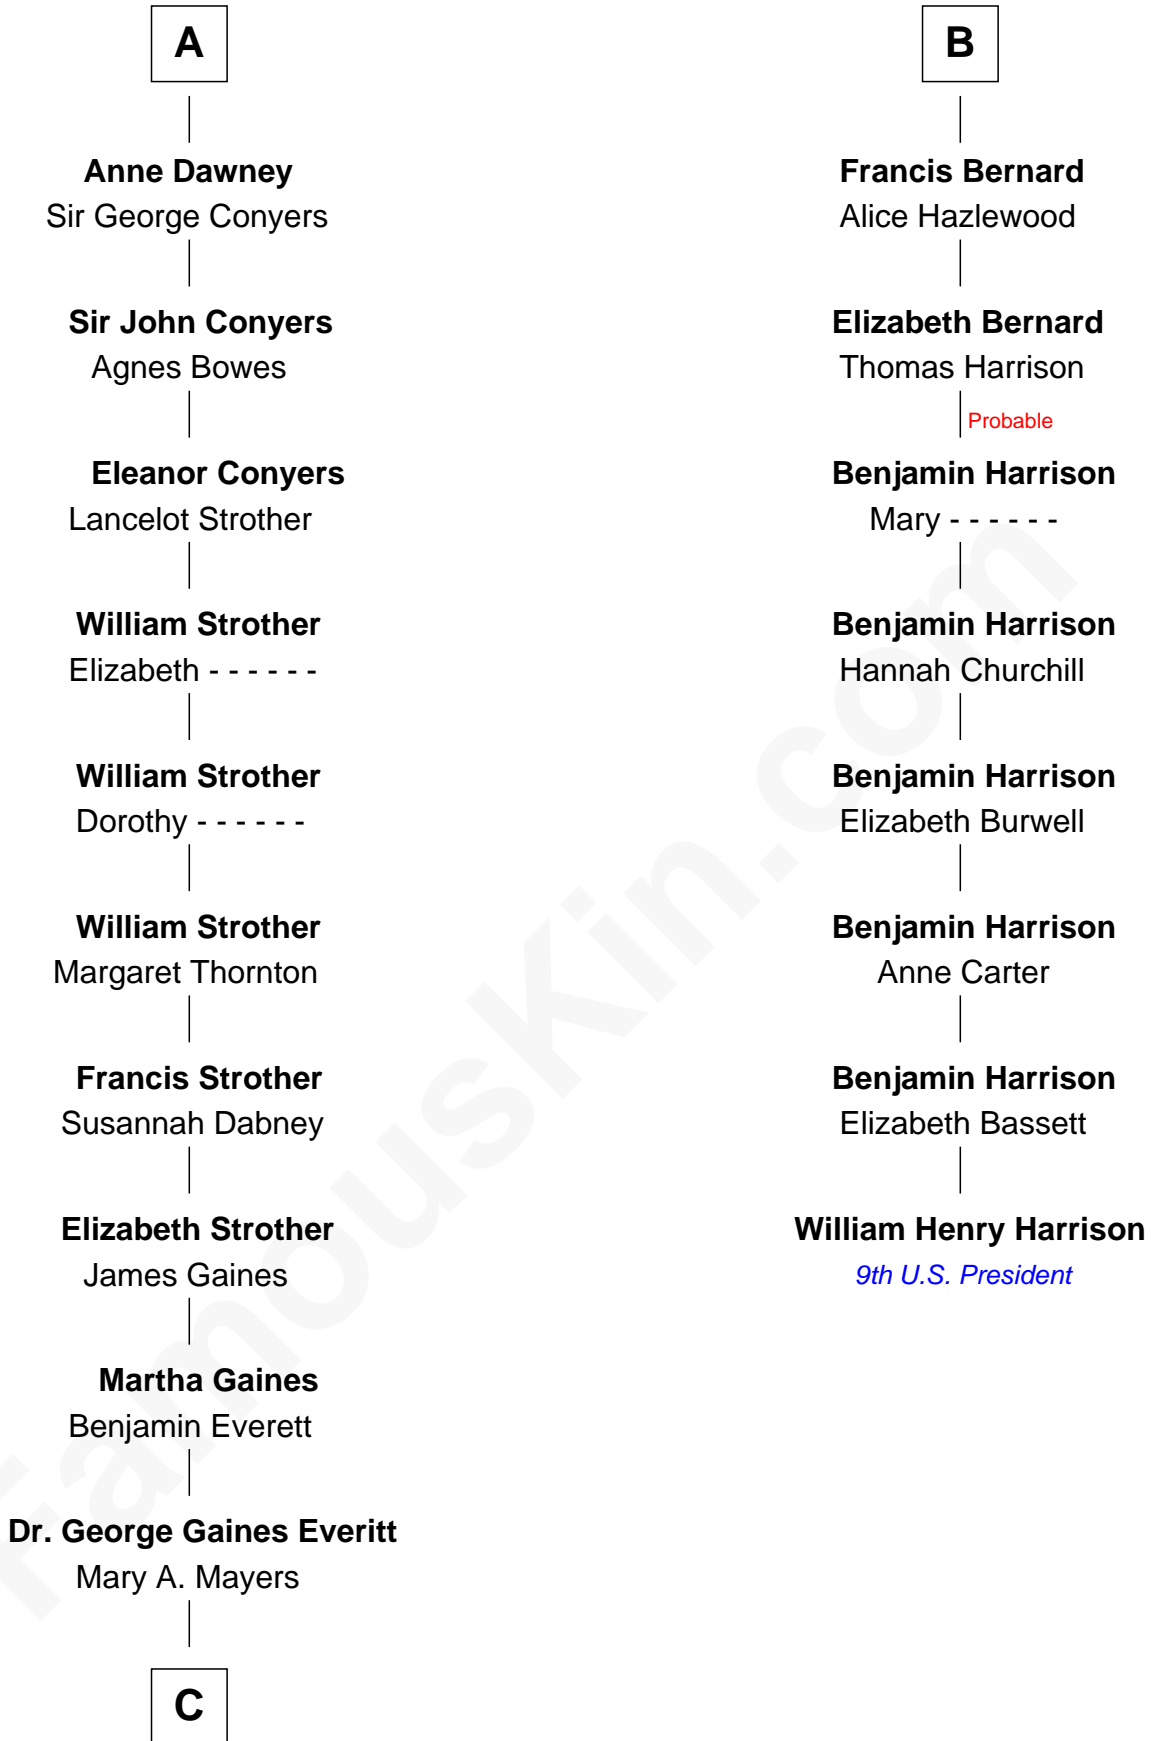 A
Anne Dawney
Sir George Conyers
Sir John Conyers
Agnes Bowes
Eleanor Conyers
Lancelot Strother
William Strother
Elizabeth - - - - - -
William Strother
Dorothy - - - - - -
William Strother
Margaret Thornton
Francis Strother
Susannah Dabney
Elizabeth Strother
James Gaines
Martha Gaines
Benjamin Everett
Dr. George Gaines Everitt
Mary A. Mayers
C
B
Francis Bernard
Alice Hazlewood
Elizabeth Bernard
Thomas Harrison
Probable
Benjamin Harrison
Mary - - - - - -
Benjamin Harrison
Hannah Churchill
Benjamin Harrison
Elizabeth Burwell
Benjamin Harrison
Anne Carter
Benjamin Harrison
Elizabeth Bassett
William Henry Harrison
9th U.S. President
FamousKin.com